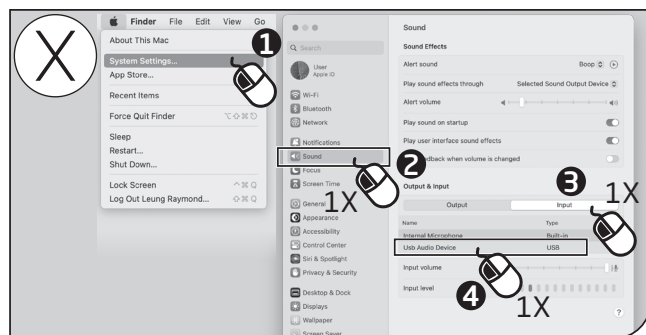 X
Finder File Edit View Go
About This Mac
System Settings...
App Store...
Recent Items
Force Quit Finder ⌥⇧⌘⎋
Sleep
Restart...
Shut Down...
Lock Screen ^⌘Q
Log Out Leung Raymond... ⇧⌘Q
1
Search
User
Apple ID
Wi-Fi
Bluetooth
Network
Notifications
Sound
Focus
Screen Time
General
Appearance
Accessibility
Control Center
Siri & Spotlight
Privacy & Security
Desktop & Dock
Displays
Wallpaper
Screen Saver
2
1X
Sound
Sound Effects
Alert sound Boop
Play sound effects through Selected Sound Output Device
Alert volume
Play sound on startup
Play user interface sound effects
when volume is changed
Output & Input
3
Output Input
1X
Name Type
Internal Microphone Built-in
Usb Audio Device USB
Input volume
Input level
4
1X
?